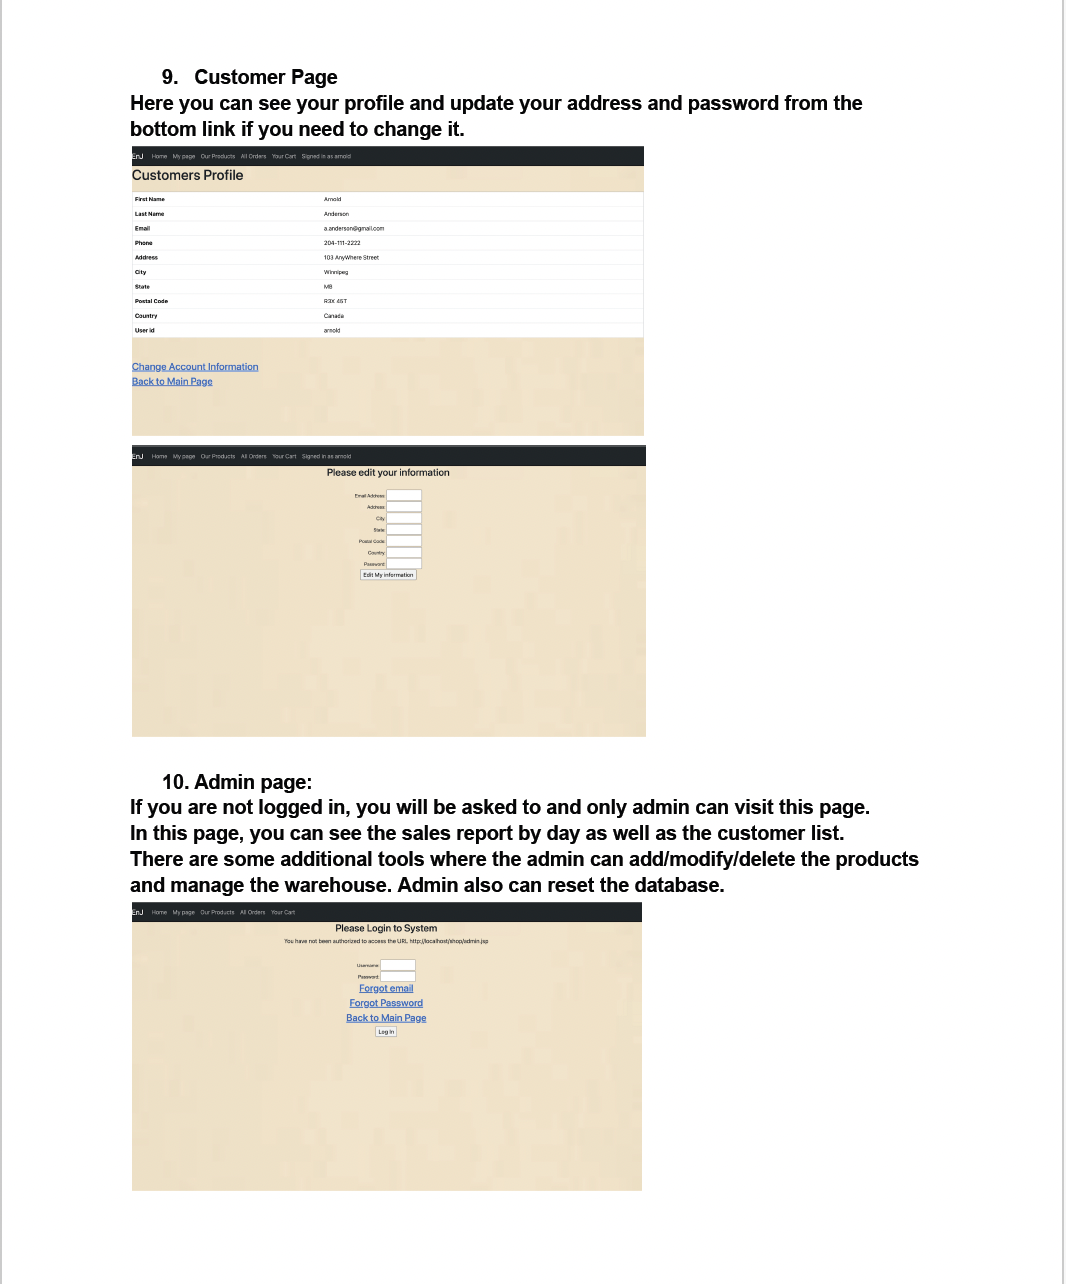 9. Customer Page
Here you can see your profile and update your address and password from the
bottom link if you need to change it.
EnJ Home My page Our Products All Orders Your Cart Signed in as arnold
Customers Profile
First Name Arnold
Last Name Anderson
Email a.anderson@gmail.com
Phone 204-111-2222
Address 103 AnyWhere Street
City Winnipeg
State MB
Postal Code R3X 45T
Country Canada
User id arnold
Change Account Information
Back to Main Page
EnJ Home My page Our Products All Orders Your Cart Signed in as arnold
Please edit your information
Email Address:
Address:
City:
State:
Postal Code:
Country:
Password:
Edit My information
10. Admin page:
If you are not logged in, you will be asked to and only admin can visit this page.
In this page, you can see the sales report by day as well as the customer list.
There are some additional tools where the admin can add/modify/delete the products
and manage the warehouse. Admin also can reset the database.
EnJ Home My page Our Products All Orders Your Cart
Please Login to System
You have not been authorized to access the URL http://localhost/shop/admin.jsp
Username:
Password:
Forgot email
Forgot Password
Back to Main Page
Log In